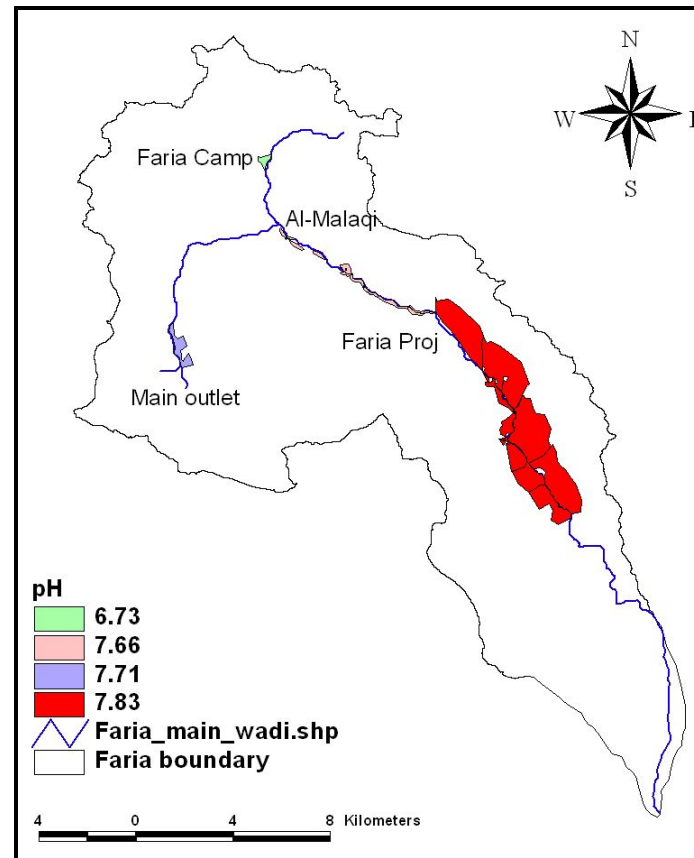 N
W
S
Faria Camp
Al-Malaqi
Faria Proj
Main outlet
pH
6.73
7.66
7.71
7.83
Faria_main_wadi.shp
Faria boundary
4 0 4 8 Kilometers